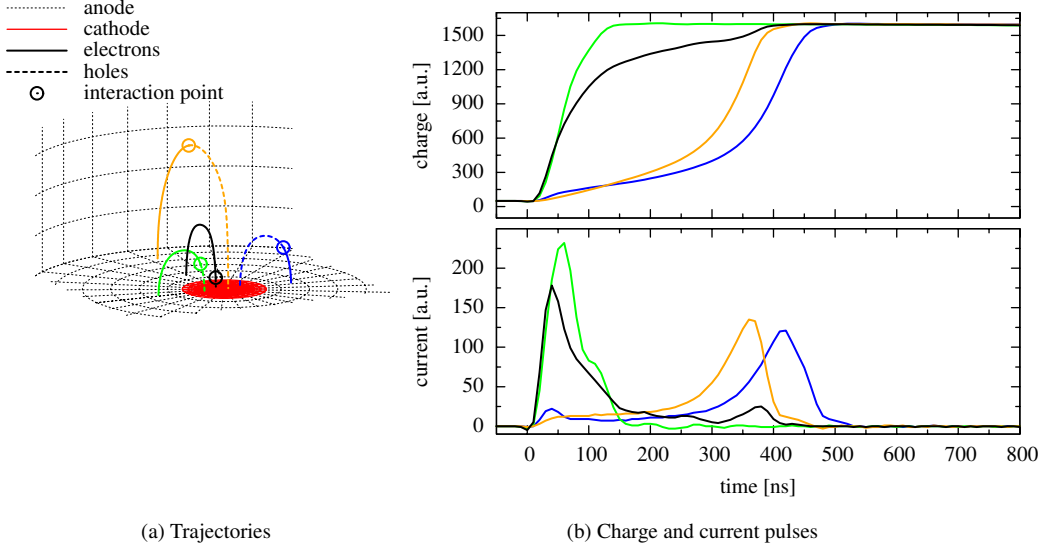 anode
cathode
electrons
holes
interaction point
charge [a.u.]
1500
1200
900
600
300
0
current [a.u.]
200
150
100
50
0
0 100 200 300 400 500 600 700 800
time [ns]
(a) Trajectories
(b) Charge and current pulses